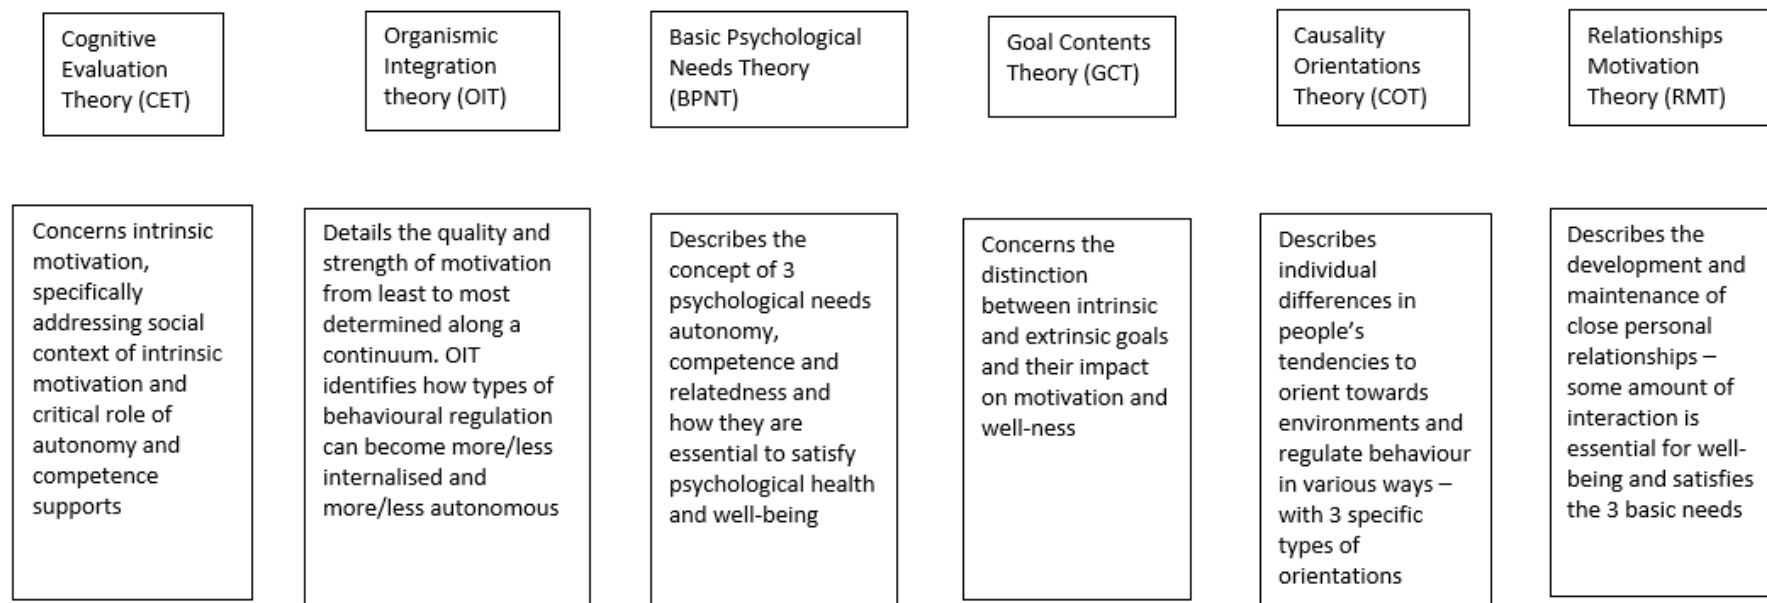 Cognitive
Evaluation
Theory (CET)
Organismic
Integration
theory (OIT)
Basic Psychological
Needs Theory
(BPNT)
Goal Contents
Theory (GCT)
Causality
Orientations
Theory (COT)
Relationships
Motivation
Theory (RMT)
Concerns intrinsic
motivation,
specifically
addressing social
context of intrinsic
motivation and
critical role of
autonomy and
competence
supports
Details the quality and
strength of motivation
from least to most
determined along a
continuum. OIT
identifies how types of
behavioural regulation
can become more/less
internalised and
more/less autonomous
Describes the
concept of 3
psychological needs
autonomy,
competence and
relatedness and
how they are
essential to satisfy
psychological health
and well-being
Concerns the
distinction
between intrinsic
and extrinsic goals
and their impact
on motivation and
well-ness
Describes
individual
differences in
people’s
tendencies to
orient towards
environments and
regulate behaviour
in various ways –
with 3 specific
types of
orientations
Describes the
development and
maintenance of
close personal
relationships –
some amount of
interaction is
essential for well-
being and satisfies
the 3 basic needs